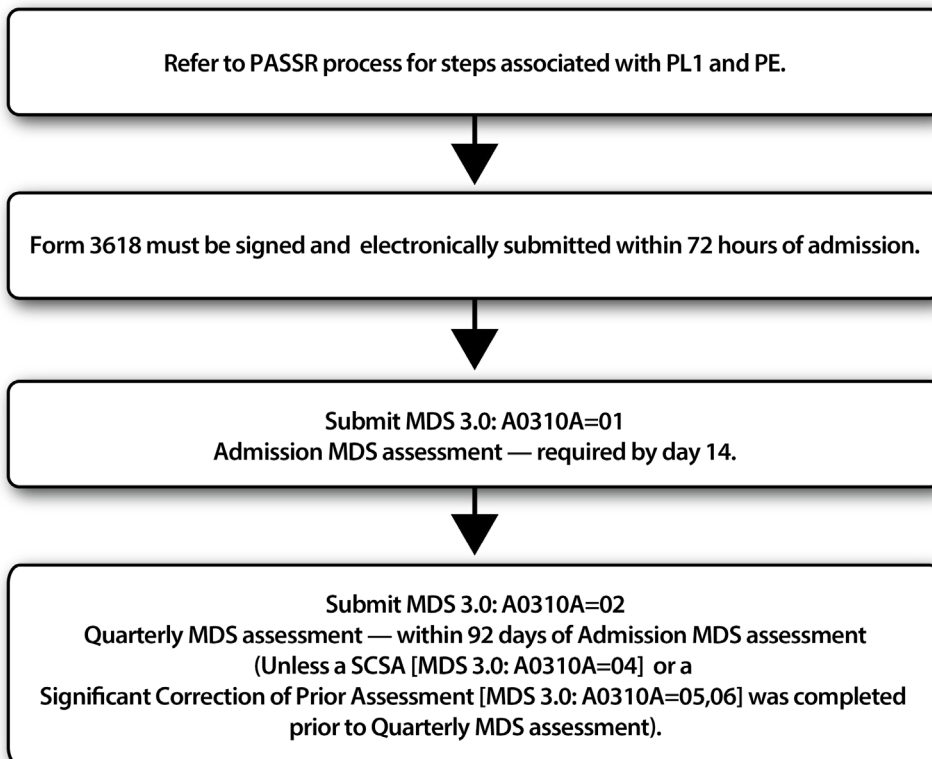 Refer to PASSR process for steps associated with PL1 and PE.
Form 3618 must be signed and electronically submitted within 72 hours of admission.
Submit MDS 3.0: A0310A=01
Admission MDS assessment — required by day 14.
Submit MDS 3.0: A0310A=02
Quarterly MDS assessment — within 92 days of Admission MDS assessment
(Unless a SCSA [MDS 3.0: A0310A=04] or a
Significant Correction of Prior Assessment [MDS 3.0: A0310A=05,06] was completed
prior to Quarterly MDS assessment).